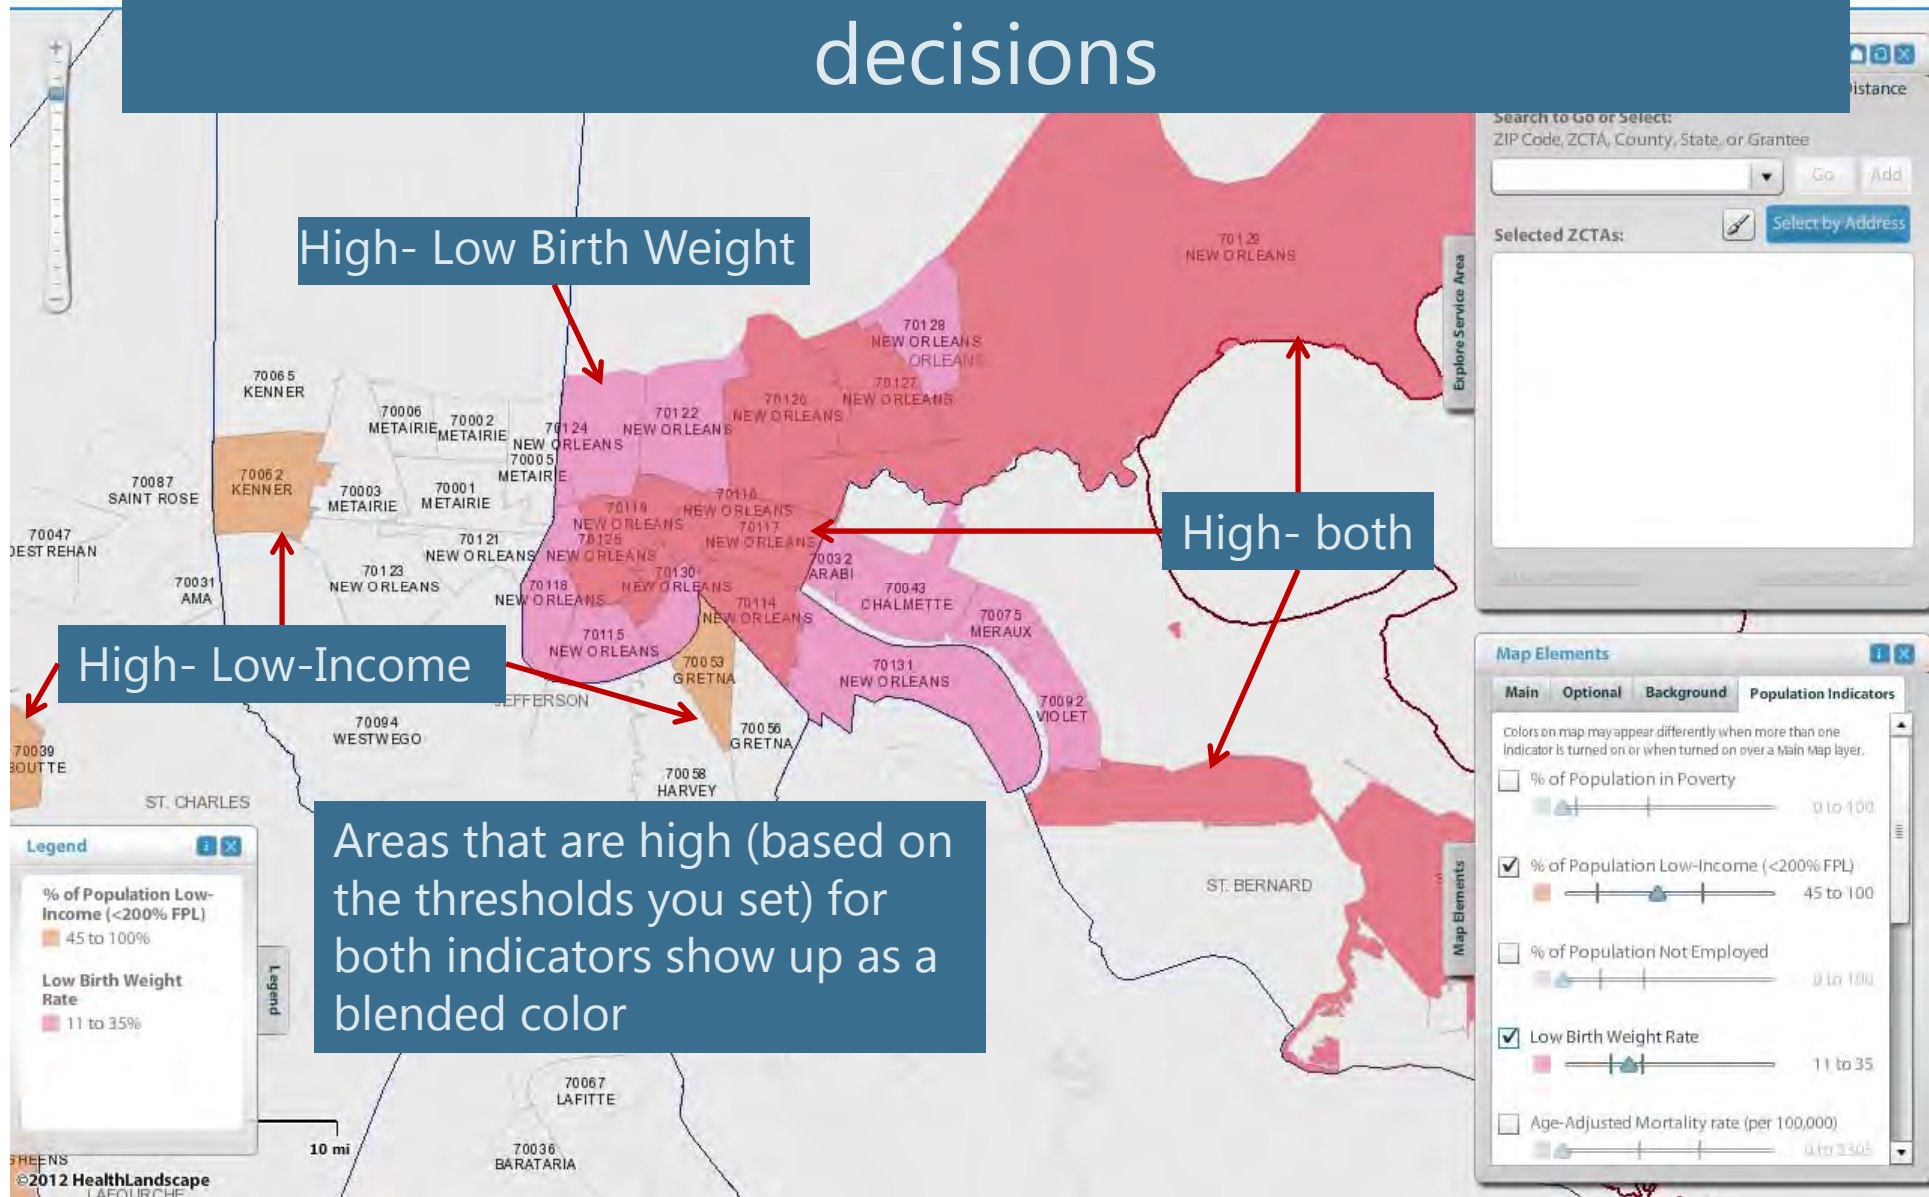 decisions
istance
Search to Go or Select:
ZIP Code, ZCTA, County, State, or Grantee
Go
Add
Selected ZCTAs:
Select by Address
Explore Service Area
High- Low Birth Weight
70129
NEW ORLEANS
70128
NEW ORLEANS
ORLEANS
70127
NEW ORLEANS
70126
NEW ORLEANS
70122
NEW ORLEANS
70124
NEW ORLEANS
70065
KENNER
70006
METAIRIE
70002
METAIRIE
70005
METAIRIE
70062
KENNER
70003
METAIRIE
70001
METAIRIE
70087
SAINT ROSE
70047
DESTREHAN
70031
AMA
70121
NEW ORLEANS
70123
NEW ORLEANS
70119
NEW ORLEANS
70116
NEW ORLEANS
70117
NEW ORLEANS
70125
NEW ORLEANS
70118
NEW ORLEANS
70130
NEW ORLEANS
70114
NEW ORLEANS
70115
NEW ORLEANS
70032
ARABI
70043
CHALMETTE
70075
MERAUX
70092
VIOLET
70131
NEW ORLEANS
High- both
High- Low-Income
70053
GRETNA
70056
GRETNA
JEFFERSON
70094
WESTWEGO
70058
HARVEY
70039
BOUTTE
ST. CHARLES
ST. BERNARD
Areas that are high (based on
the thresholds you set) for
both indicators show up as a
blended color
Legend
% of Population Low-
Income (<200% FPL)
45 to 100%
Low Birth Weight
Rate
11 to 35%
Legend
10 mi
70067
LAFITTE
70036
BARATARIA
©2012 HealthLandscape
LAFOURCHE
Map Elements
Map Elements
Main
Optional
Background
Population Indicators
Colors on map may appear differently when more than one
indicator is turned on or when turned on over a Main Map layer.
% of Population in Poverty
0 to 100
% of Population Low-Income (<200% FPL)
45 to 100
% of Population Not Employed
0 to 100
Low Birth Weight Rate
11 to 35
Age-Adjusted Mortality rate (per 100,000)